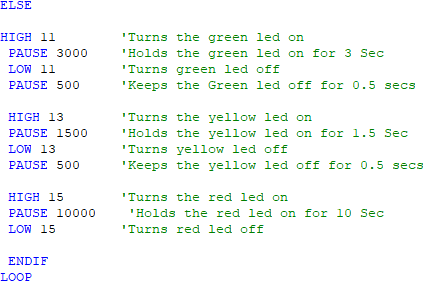 ELSE
HIGH 11 'Turns the green led on
PAUSE 3000 'Holds the green led on for 3 Sec
LOW 11 'Turns green led off
PAUSE 500 'Keeps the Green led off for 0.5 secs
HIGH 13 'Turns the yellow led on
PAUSE 1500 'Holds the yellow led on for 1.5 Sec
LOW 13 'Turns yellow led off
PAUSE 500 'Keeps the yellow led off for 0.5 secs
HIGH 15 'Turns the red led on
PAUSE 10000 'Holds the red led on for 10 Sec
LOW 15 'Turns red led off
ENDIF
LOOP